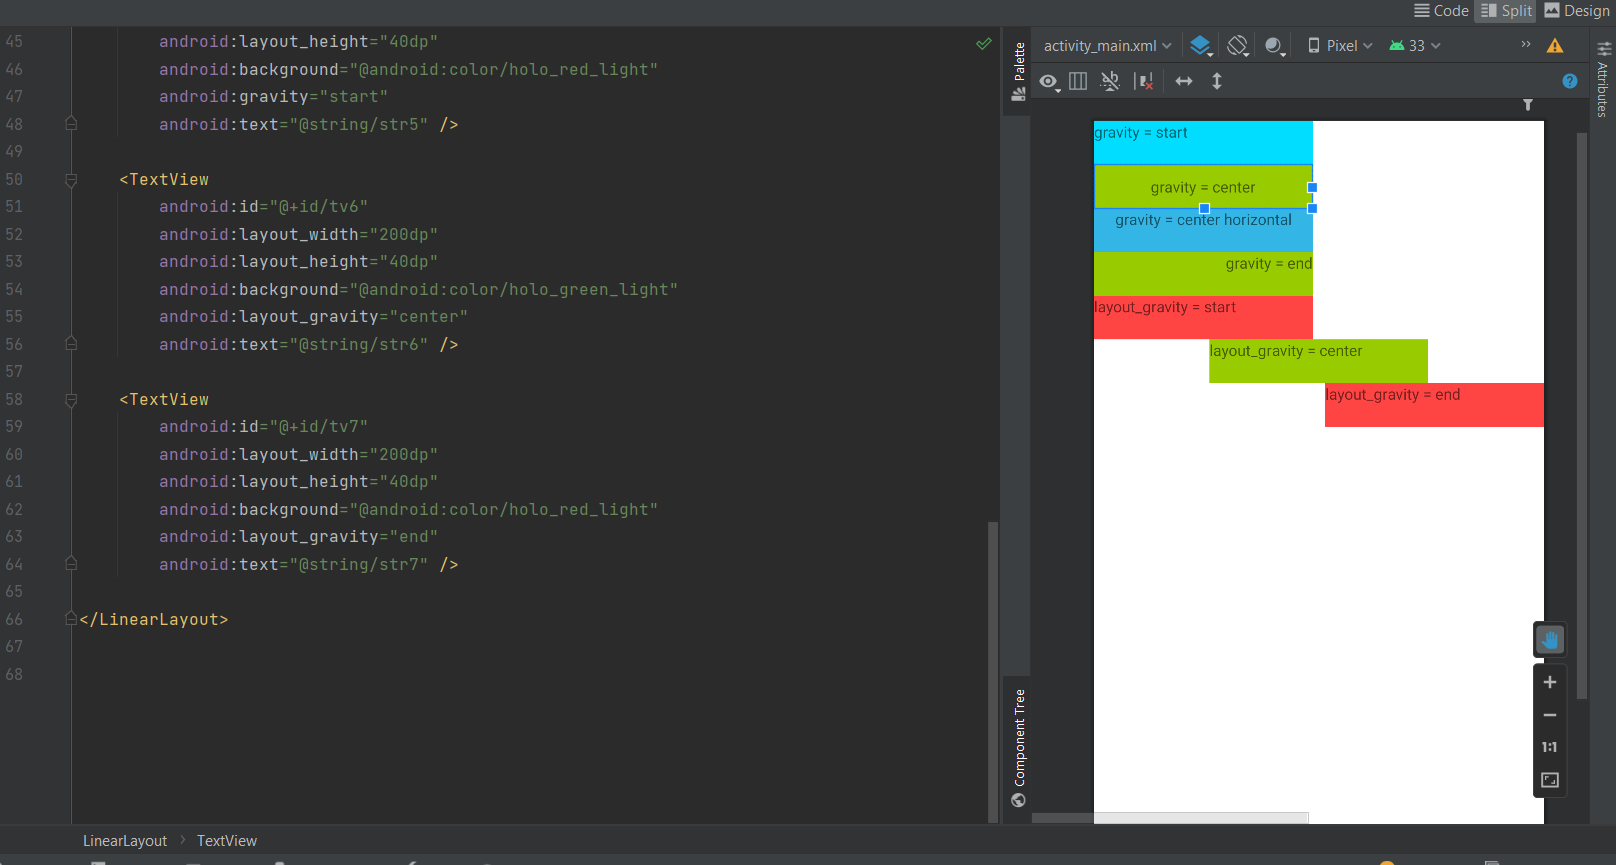 Code Split Design
45 android:layout_height="40dp"
46 android:background="@android:color/holo_red_light"
47 android:gravity="start"
48 android:text="@string/str5" />
49
50 <TextView
51 android:id="@+id/tv6"
52 android:layout_width="200dp"
53 android:layout_height="40dp"
54 android:background="@android:color/holo_green_light"
55 android:layout_gravity="center"
56 android:text="@string/str6" />
57
58 <TextView
59 android:id="@+id/tv7"
60 android:layout_width="200dp"
61 android:layout_height="40dp"
62 android:background="@android:color/holo_red_light"
63 android:layout_gravity="end"
64 android:text="@string/str7" />
65
66 </LinearLayout>
67
68
Palette
Component Tree
activity_main.xml Pixel 33
Attributes
gravity = start
gravity = center
gravity = center horizontal
gravity = end
layout_gravity = start
layout_gravity = center
layout_gravity = end
1:1
LinearLayout > TextView